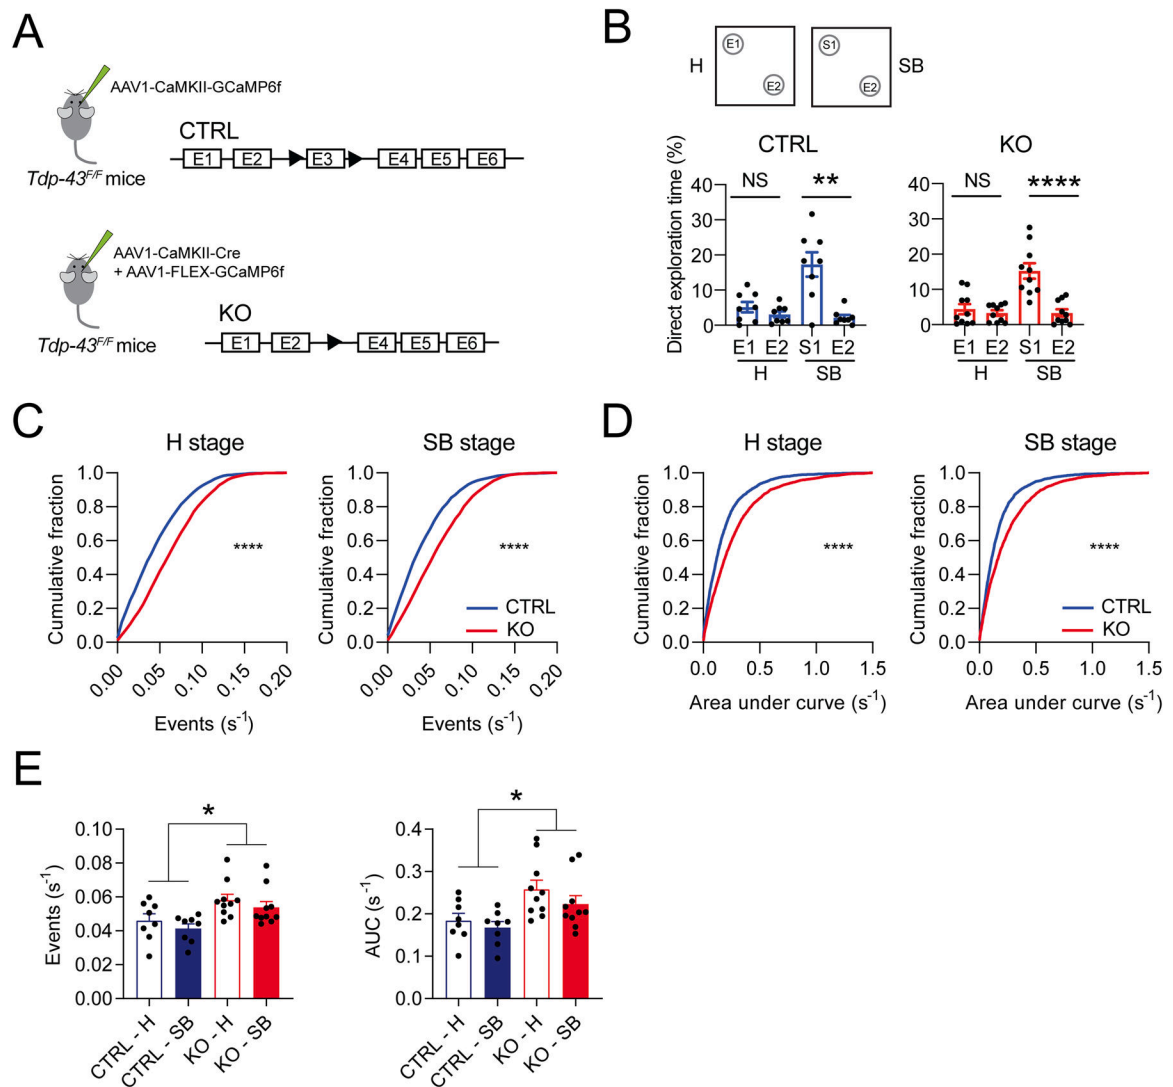 A
AAV1-CaMKII-GCaMP6f
CTRL
E1 E2 E3 E4 E5 E6
Tdp-43F/F mice
AAV1-CaMKII-Cre
+ AAV1-FLEX-GCaMP6f
KO
E1 E2 E4 E5 E6
Tdp-43F/F mice
B
H E1 E2 S1 E2 SB
CTRL
Direct exploration time (%)
NS **
40
30
20
10
0
E1 E2 S1 E2
H SB
KO
NS ****
40
30
20
10
0
E1 E2 S1 E2
H SB
C
H stage
Cumulative fraction
1.0
0.8
0.6
0.4
0.2
0.0
****
0.00 0.05 0.10 0.15 0.20
Events (s-1)
SB stage
Cumulative fraction
1.0
0.8
0.6
0.4
0.2
0.0
****
CTRL
KO
0.00 0.05 0.10 0.15 0.20
Events (s-1)
D
H stage
Cumulative fraction
1.0
0.8
0.6
0.4
0.2
0.0
****
0.0 0.5 1.0 1.5
Area under curve (s-1)
SB stage
Cumulative fraction
1.0
0.8
0.6
0.4
0.2
0.0
****
CTRL
KO
0.0 0.5 1.0 1.5
Area under curve (s-1)
E
*
Events (s-1)
0.10
0.08
0.06
0.04
0.02
0.00
CTRL - H
CTRL - SB
KO - H
KO - SB
*
AUC (s-1)
0.4
0.3
0.2
0.1
0.0
CTRL - H
CTRL - SB
KO - H
KO - SB